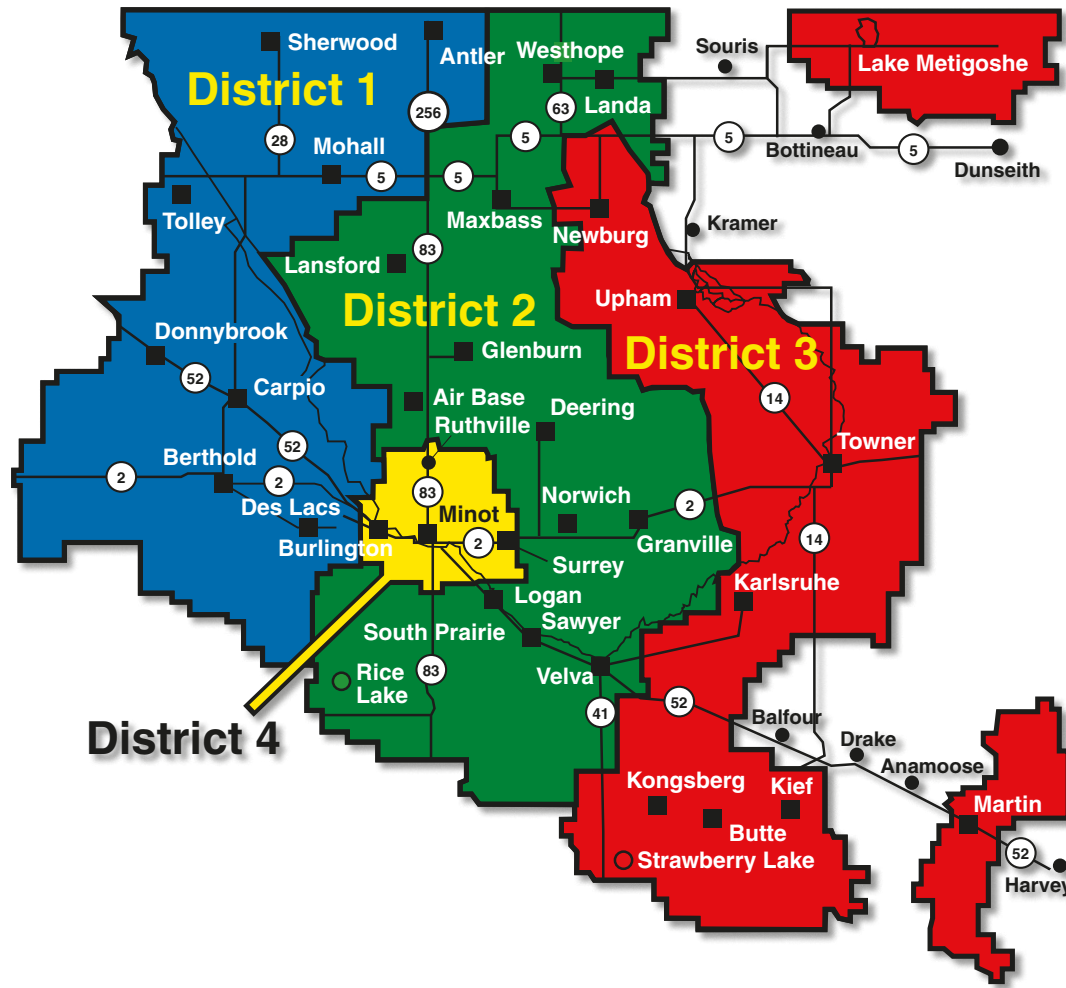 Sherwood
Antler
Westhope
Souris
Lake Metigoshe
District 1
Landa
256
63
28
Mohall
5
5
5
5
Bottineau
5
Dunseith
Tolley
Maxbass
Newburg
Kramer
83
Lansford
Upham
District 2
Donnybrook
Glenburn
District 3
52
Carpio
14
Air Base
Deering
Ruthville
Towner
52
Berthold
2
2
83
Norwich
2
Des Lacs
Minot
Burlington
2
Granville
14
Surrey
Karlsruhe
Logan
South Prairie
Sawyer
83
Velva
Rice
Lake
52
41
Balfour
District 4
Drake
Anamoose
Kongsberg
Kief
Martin
Butte
52
Strawberry Lake
Harvey